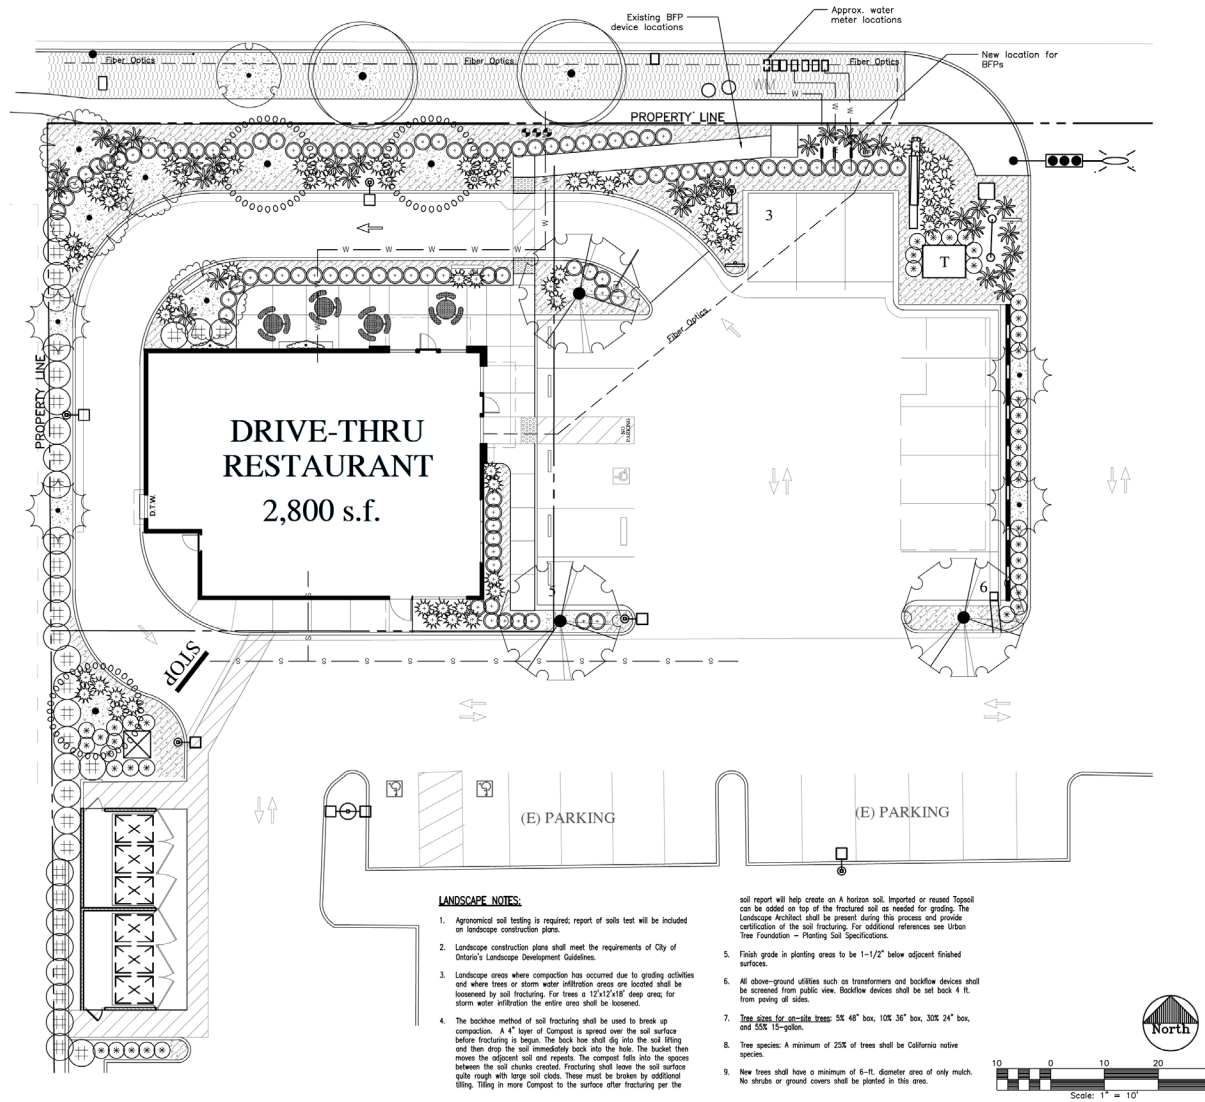 Approx. water
meter locations
Existing BFP
device locations
New location for
BFPs
Fiber Optics
Fiber Optics
Fiber Optics
W
W
W
PROPERTY LINE
3
W
W
W
W
W
W
W
T
Fiber Optics
PROPERTY LINE
DRIVE-THRU
RESTAURANT
2,800 s.f.
D.T.W.
NO
PARKING
5
6
S
S
STOP
S S S S S S S S S S S S
(E) PARKING
(E) PARKING
LANDSCAPE NOTES:
1. Agronomical soil testing is required; report of soils test will be included
on landscape construction plans.
2. Landscape construction plans shall meet the requirements of City of
Ontario's Landscape Development Guidelines.
3. Landscape areas where compaction has occurred due to grading activities
and where trees or storm water infiltration areas are located shall be
loosened by soil fracturing. For trees a 12'x12'x18' deep area; for
storm water infiltration the entire area shall be loosened.
4. The backhoe method of soil fracturing shall be used to break up
compaction. A 4" layer of Compost is spread over the soil surface
before fracturing is begun. The back hoe shall dig into the soil lifting
and then drop the soil immediately back into the hole. The bucket then
moves the adjacent soil and repeats. The compost falls into the spaces
between the soil chunks created. Fracturing shall leave the soil surface
quite rough with large soil clods. These must be broken by additional
tilling. Tilling in more Compost to the surface after fracturing per the
soil report will help create an A horizon soil. Imported or reused Topsoil
can be added on top of the fractured soil as needed for grading. The
Landscape Architect shall be present during this process and provide
certification of the soil fracturing. For additional references see Urban
Tree Foundation – Planting Soil Specifications.
5. Finish grade in planting areas to be 1-1/2" below adjacent finished
surfaces.
6. All above-ground utilities such as transformers and backflow devices shall
be screened from public view. Backflow devices shall be set back 4 ft.
from paving all sides.
7. Tree sizes for on-site trees: 5% 48" box, 10% 36" box, 30% 24" box,
and 55% 15-gallon.
8. Tree species: A minimum of 25% of trees shall be California native
species.
9. New trees shall have a minimum of 6-ft. diameter area of only mulch.
No shrubs or ground covers shall be planted in this area.
North
10 0 10 20
Scale: 1" = 10'